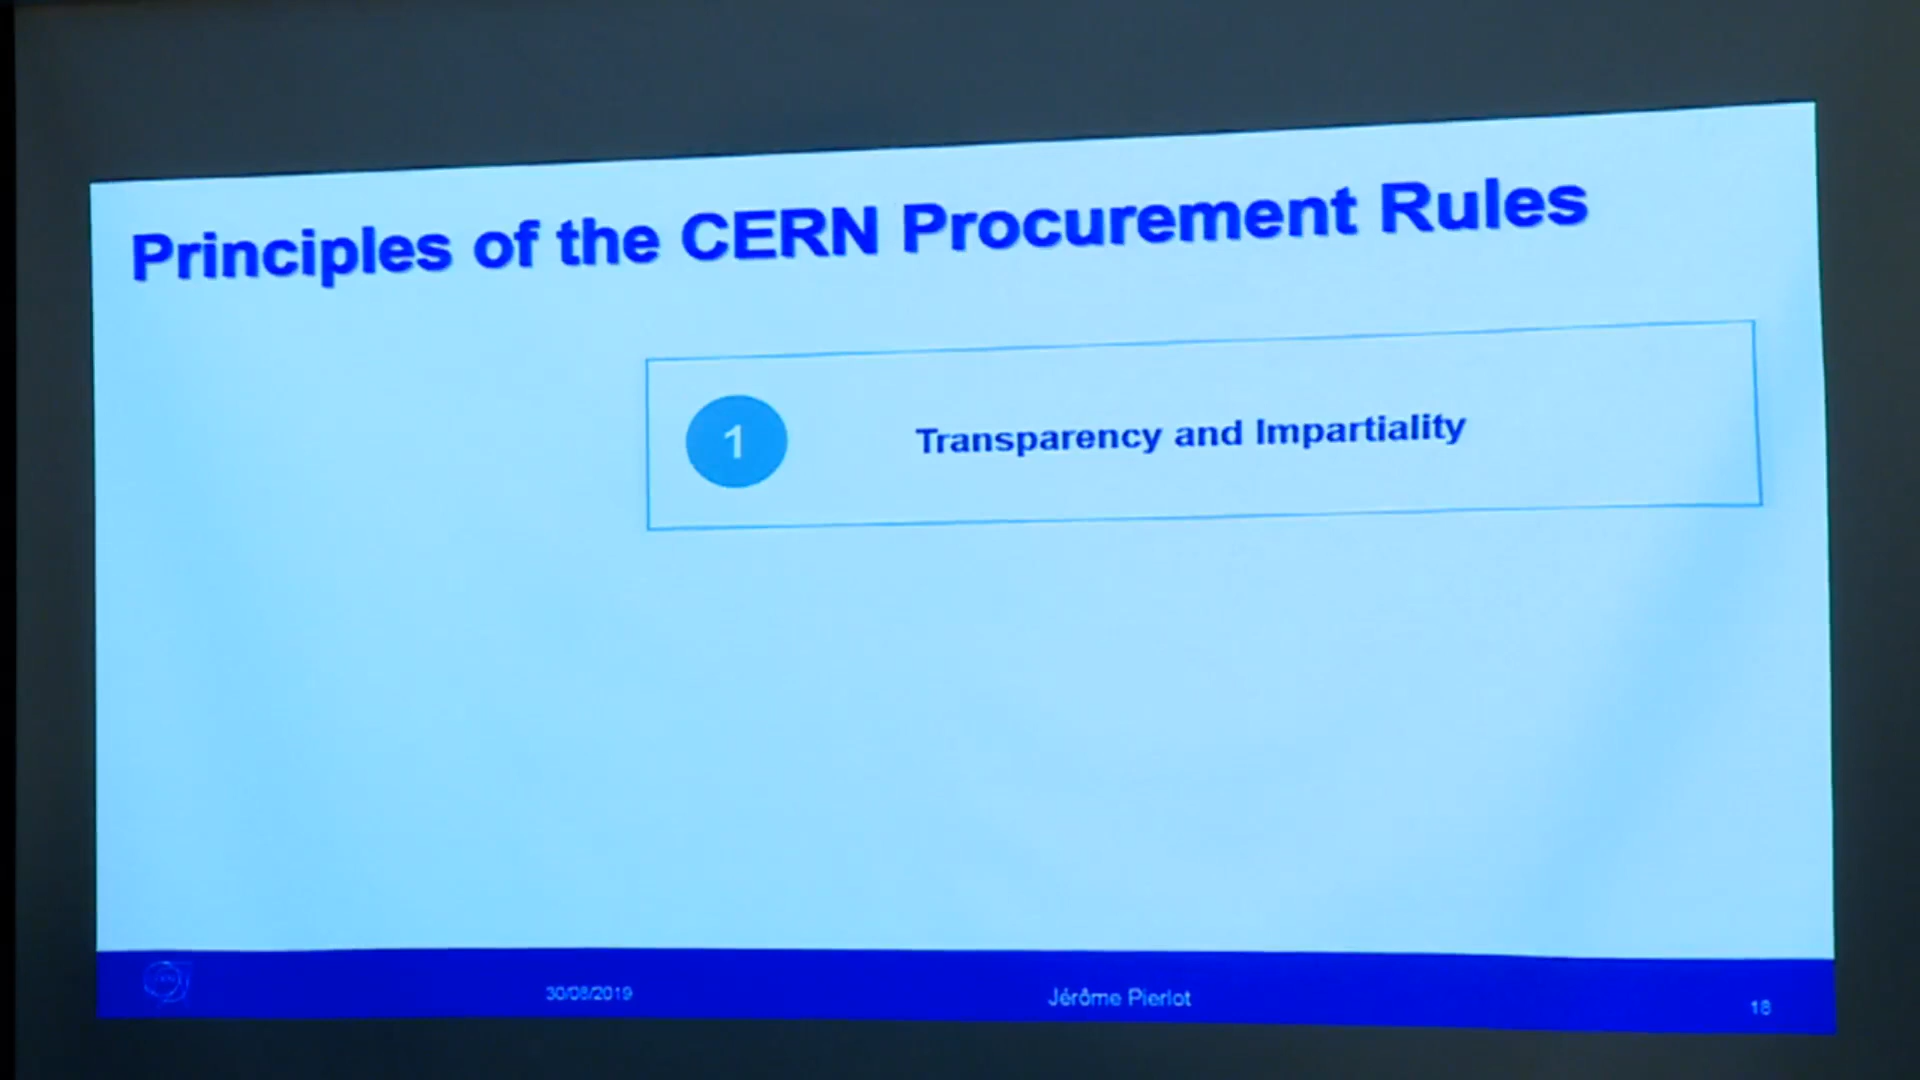 Principles of the CERN Procurement Rules
1
Transparency and Impartiality
30/08/2019
Jérôme Pierlot
18